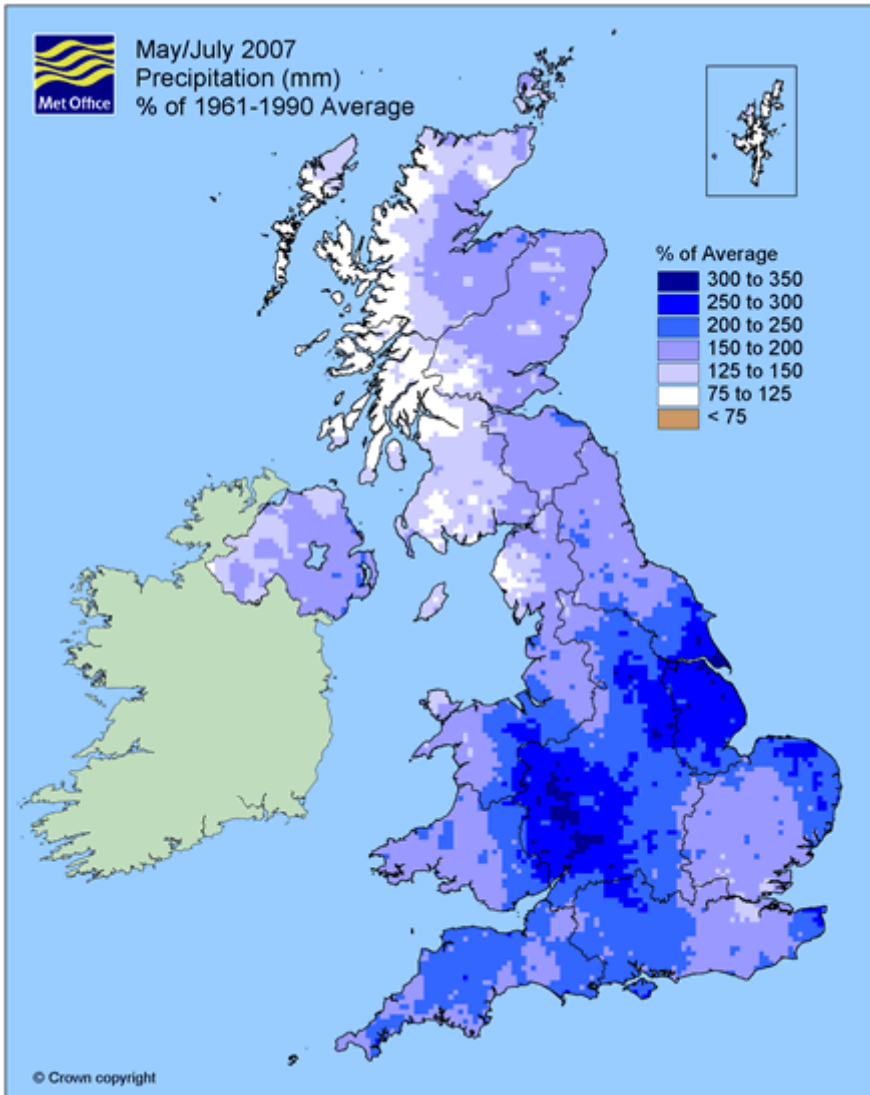 Met Office
May/July 2007
Precipitation (mm)
% of 1961-1990 Average
% of Average
300 to 350
250 to 300
200 to 250
150 to 200
125 to 150
75 to 125
< 75
© Crown copyright